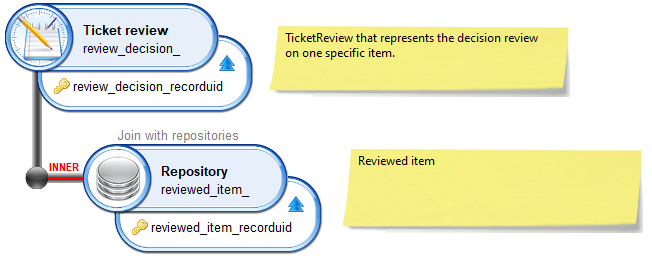 Ticket review
review_decision_
review_decision_recorduid
TicketReview that represents the decision review
on one specific item.
Join with repositories
INNER
Repository
reviewed_item_
reviewed_item_recorduid
Reviewed item